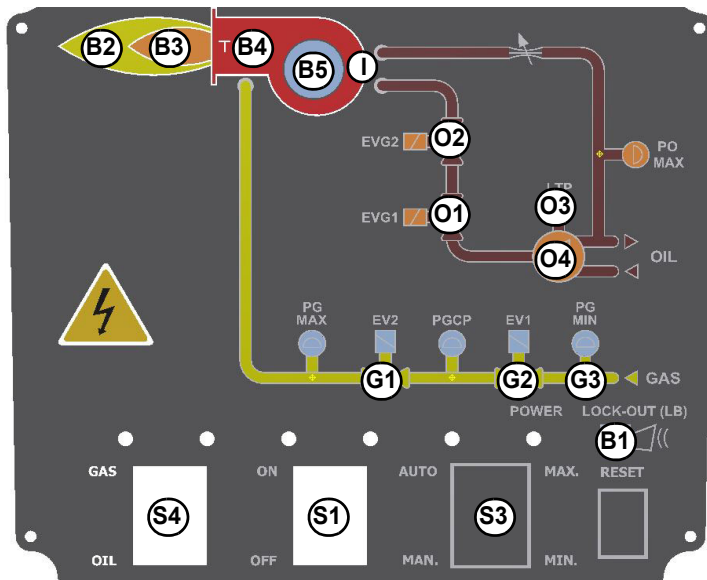 B2 B3 T B4 B5 I
EVG2 O2 PO
MAX
LTP
O3
EVG1 O1
O4 OIL
PG
MAX EV2 PGCP EV1 PG
MIN
G1 G2 G3 GAS
POWER LOCK-OUT (LB)
B1
GAS ON AUTO MAX. RESET
S4 S1 S3
OIL OFF MAN. MIN.